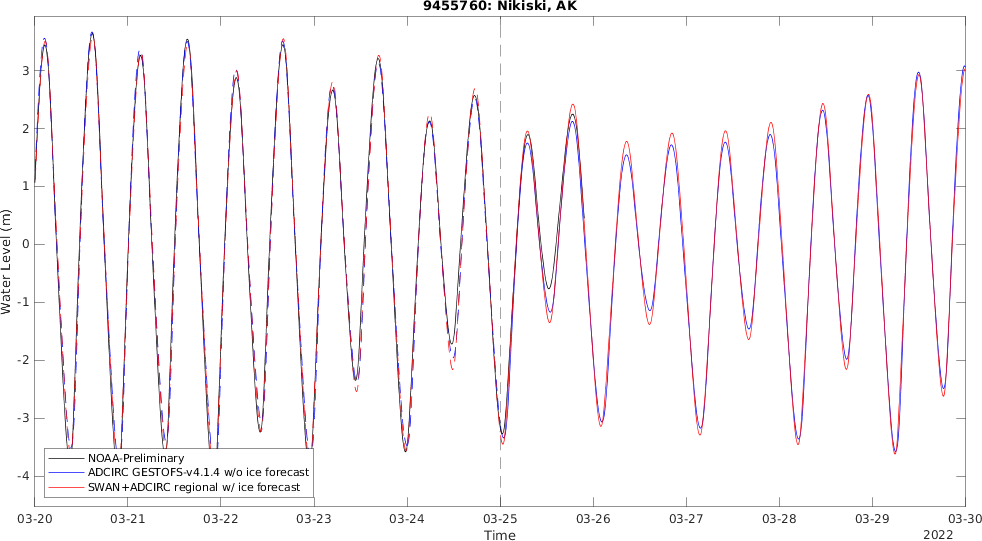 9455760: Nikiski, AK
Water Level (m)
3
2
1
0
-1
-2
-3
-4
NOAA-Preliminary
ADCIRC GESTOFS-v4.1.4 w/o ice forecast
SWAN+ADCIRC regional w/ ice forecast
03-20 03-21 03-22 03-23 03-24 03-25 03-26 03-27 03-28 03-29 03-30
Time
2022